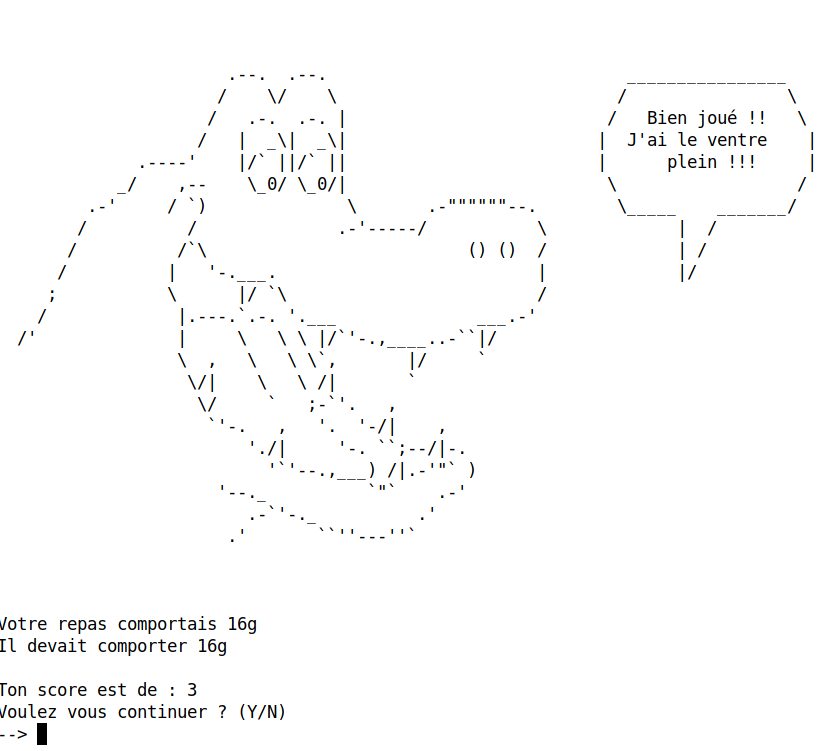 Bien joué !!
J'ai le ventre
plein !!!
Votre repas comportais 16g
Il devait comporter 16g
Ton score est de : 3
Voulez vous continuer ? (Y/N)
-->